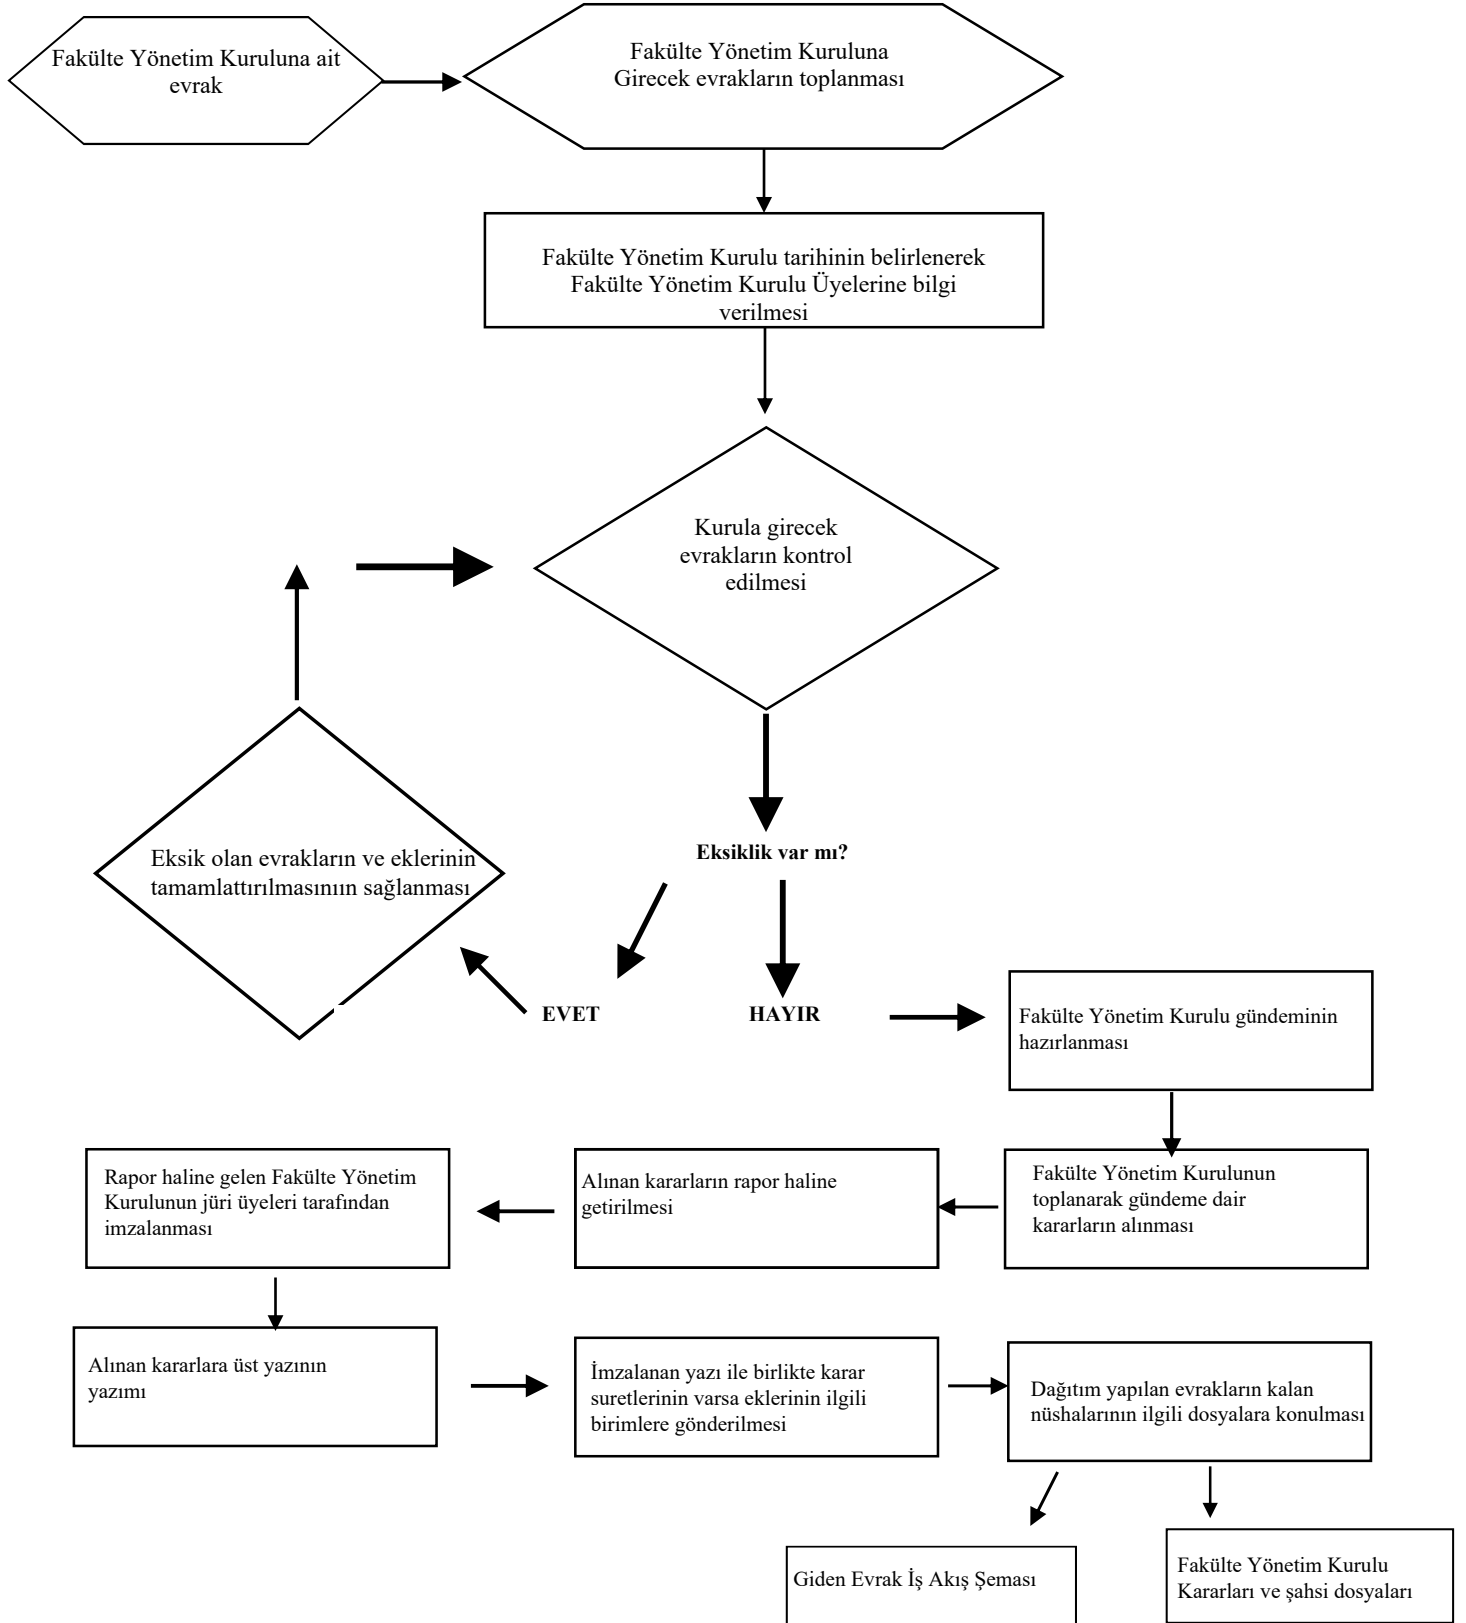 Fakülte Yönetim Kuruluna ait
evrak
Fakülte Yönetim Kuruluna
Girecek evrakların toplanması
Fakülte Yönetim Kurulu tarihinin belirlenerek
Fakülte Yönetim Kurulu Üyelerine bilgi
verilmesi
Kurula girecek
evrakların kontrol
edilmesi
Eksik olan evrakların ve eklerinin
tamamlattırılmasınıın sağlanması
Eksiklik var mı?
EVET
HAYIR
Fakülte Yönetim Kurulu gündeminin
hazırlanması
Fakülte Yönetim Kurulunun
toplanarak gündeme dair
kararların alınması
Alınan kararların rapor haline
getirilmesi
Rapor haline gelen Fakülte Yönetim
Kurulunun jüri üyeleri tarafından
imzalanması
Alınan kararlara üst yazının
yazımı
İmzalanan yazı ile birlikte karar
suretlerinin varsa eklerinin ilgili
birimlere gönderilmesi
Dağıtım yapılan evrakların kalan
nüshalarının ilgili dosyalara konulması
Giden Evrak İş Akış Şeması
Fakülte Yönetim Kurulu
Kararları ve şahsi dosyaları